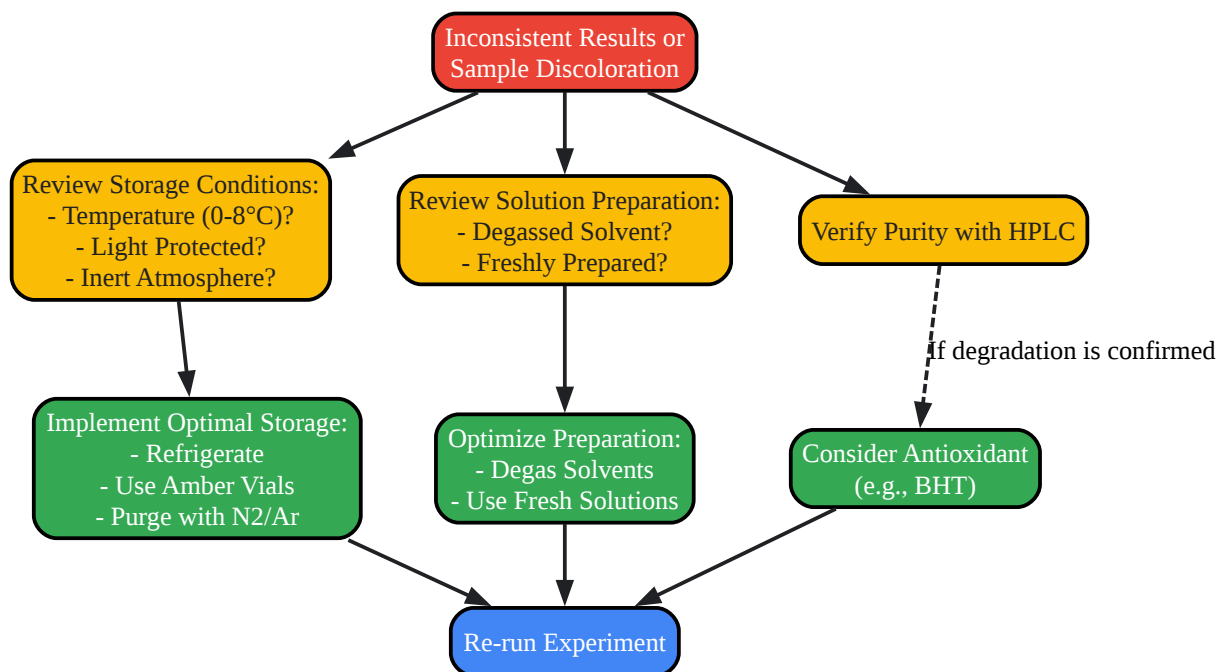 Inconsistent Results or
Sample Discoloration
Review Storage Conditions:
- Temperature (0-8°C)?
- Light Protected?
- Inert Atmosphere?
Review Solution Preparation:
- Degassed Solvent?
- Freshly Prepared?
Verify Purity with HPLC
If degradation is confirmed
Implement Optimal Storage:
- Refrigerate
- Use Amber Vials
- Purge with N2/Ar
Optimize Preparation:
- Degas Solvents
- Use Fresh Solutions
Consider Antioxidant
(e.g., BHT)
Re-run Experiment